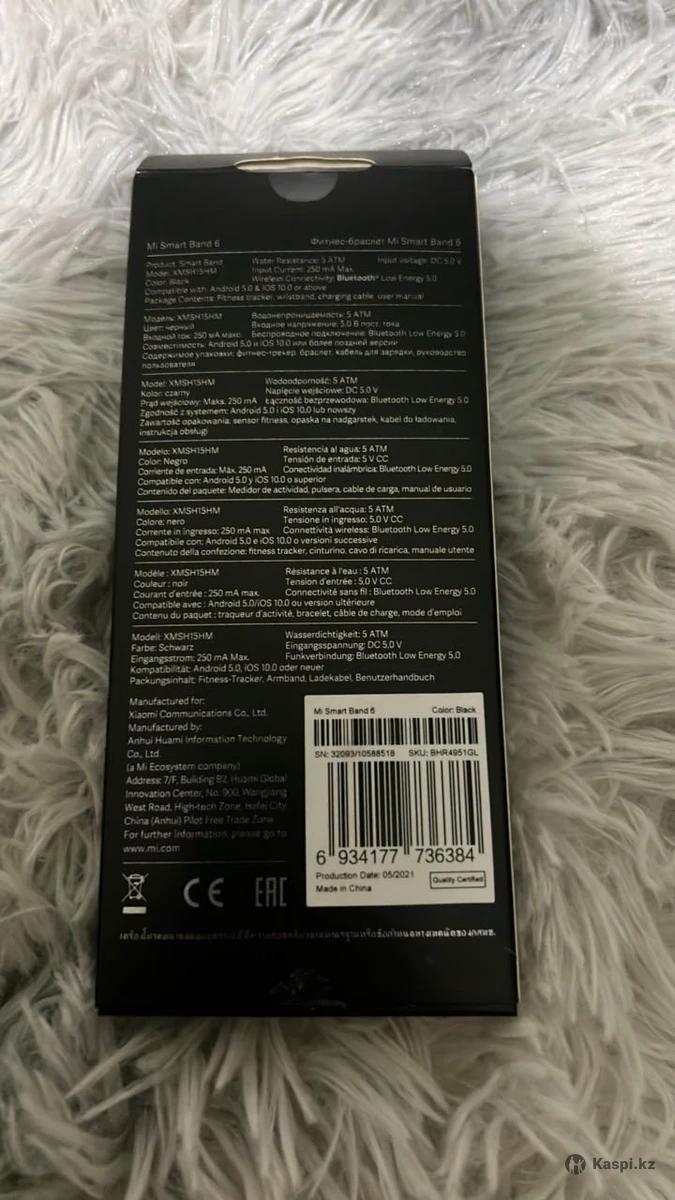 Mi Smart Band 6
Фитнес-браслет Mi Smart Band 6
Product: Smart Band Water Resistance: 5 ATM Input Voltage: DC 5.0 V
Model: XMSH15HM Input Current: 250 mA Max.
Color: Black Wireless Connectivity: Bluetooth® Low Energy 5.0
Compatible with: Android 5.0 & iOS 10.0 or above
Package Contents: Fitness tracker, wristband, charging cable, user manual
Модель: XMSH15HM Водонепроницаемость: 5 ATM
Цвет: черный Входное напряжение: 5.0 В пост. тока
Входной ток: 250 мА макс. Беспроводное подключение: Bluetooth Low Energy 5.0
Совместимость: Android 5.0 и iOS 10.0 или более поздней версии
Содержимое упаковки: фитнес-трекер, браслет, кабель для зарядки, руководство
пользователя
Model: XMSH15HM Wodoodporność: 5 ATM
Kolor: czarny Napięcie wejściowe: DC 5.0 V
Prąd wejściowy: Maks. 250 mA Łączność bezprzewodowa: Bluetooth Low Energy 5.0
Zgodność z systemem: Android 5.0 i iOS 10.0 lub nowszy
Zawartość opakowania: sensor fitness, opaska na nadgarstek, kabel do ładowania,
instrukcja obsługi
Modelo: XMSH15HM Resistencia al agua: 5 ATM
Color: Negro Tensión de entrada: 5 V CC
Corriente de entrada: Máx. 250 mA Conectividad inalámbrica: Bluetooth Low Energy 5.0
Compatible con: Android 5.0 y iOS 10.0 o superior
Contenido del paquete: Medidor de actividad, pulsera, cable de carga, manual de usuario
Modello: XMSH15HM Resistenza all'acqua: 5 ATM
Colore: nero Tensione in ingresso: 5,0 V CC
Corrente in ingresso: 250 mA max Connettività wireless: Bluetooth Low Energy 5.0
Compatibile con: Android 5.0 e iOS 10.0 o versioni successive
Contenuto della confezione: fitness tracker, cinturino, cavo di ricarica, manuale utente
Modèle : XMSH15HM Résistance à l'eau : 5 ATM
Couleur : noir Tension d'entrée : 5,0 V CC
Courant d'entrée : 250 mA max. Connectivité sans fil : Bluetooth Low Energy 5.0
Compatible avec : Android 5.0/iOS 10.0 ou version ultérieure
Contenu du paquet : traqueur d'activité, bracelet, câble de charge, mode d'emploi
Modell: XMSH15HM Wasserdichtigkeit: 5 ATM
Farbe: Schwarz Eingangsspannung: DC 5,0 V
Eingangsstrom: 250 mA Max. Funkverbindung: Bluetooth Low Energy 5.0
Kompatibilität: Android 5.0, iOS 10.0 oder neuer
Packungsinhalt: Fitness-Tracker, Armband, Ladekabel, Benutzerhandbuch
Manufactured for:
Xiaomi Communications Co., Ltd.
Manufactured by:
Anhui Huami Information Technology
Co., Ltd.
(a Mi Ecosystem company)
Address: 7/F, Building B2, Huami Global
Innovation Center, No. 900, Wangjiang
West Road, High-tech Zone, Hefei City,
China (Anhui) Pilot Free Trade Zone
For further information, please go to
www.mi.com
Mi Smart Band 6 Color: Black
SN: 32093/10588518 SKU: BHR4951GL
6 934177 736384
Production Date: 05/2021
Made in China
Quality Certified
CE EAC
Kaspi.kz